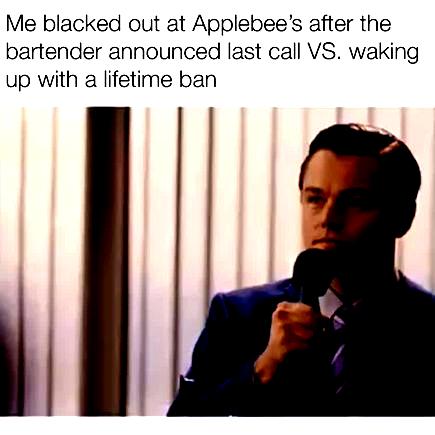 Me blacked out at Applebee's after the
bartender announced last call VS. waking
up with a lifetime ban